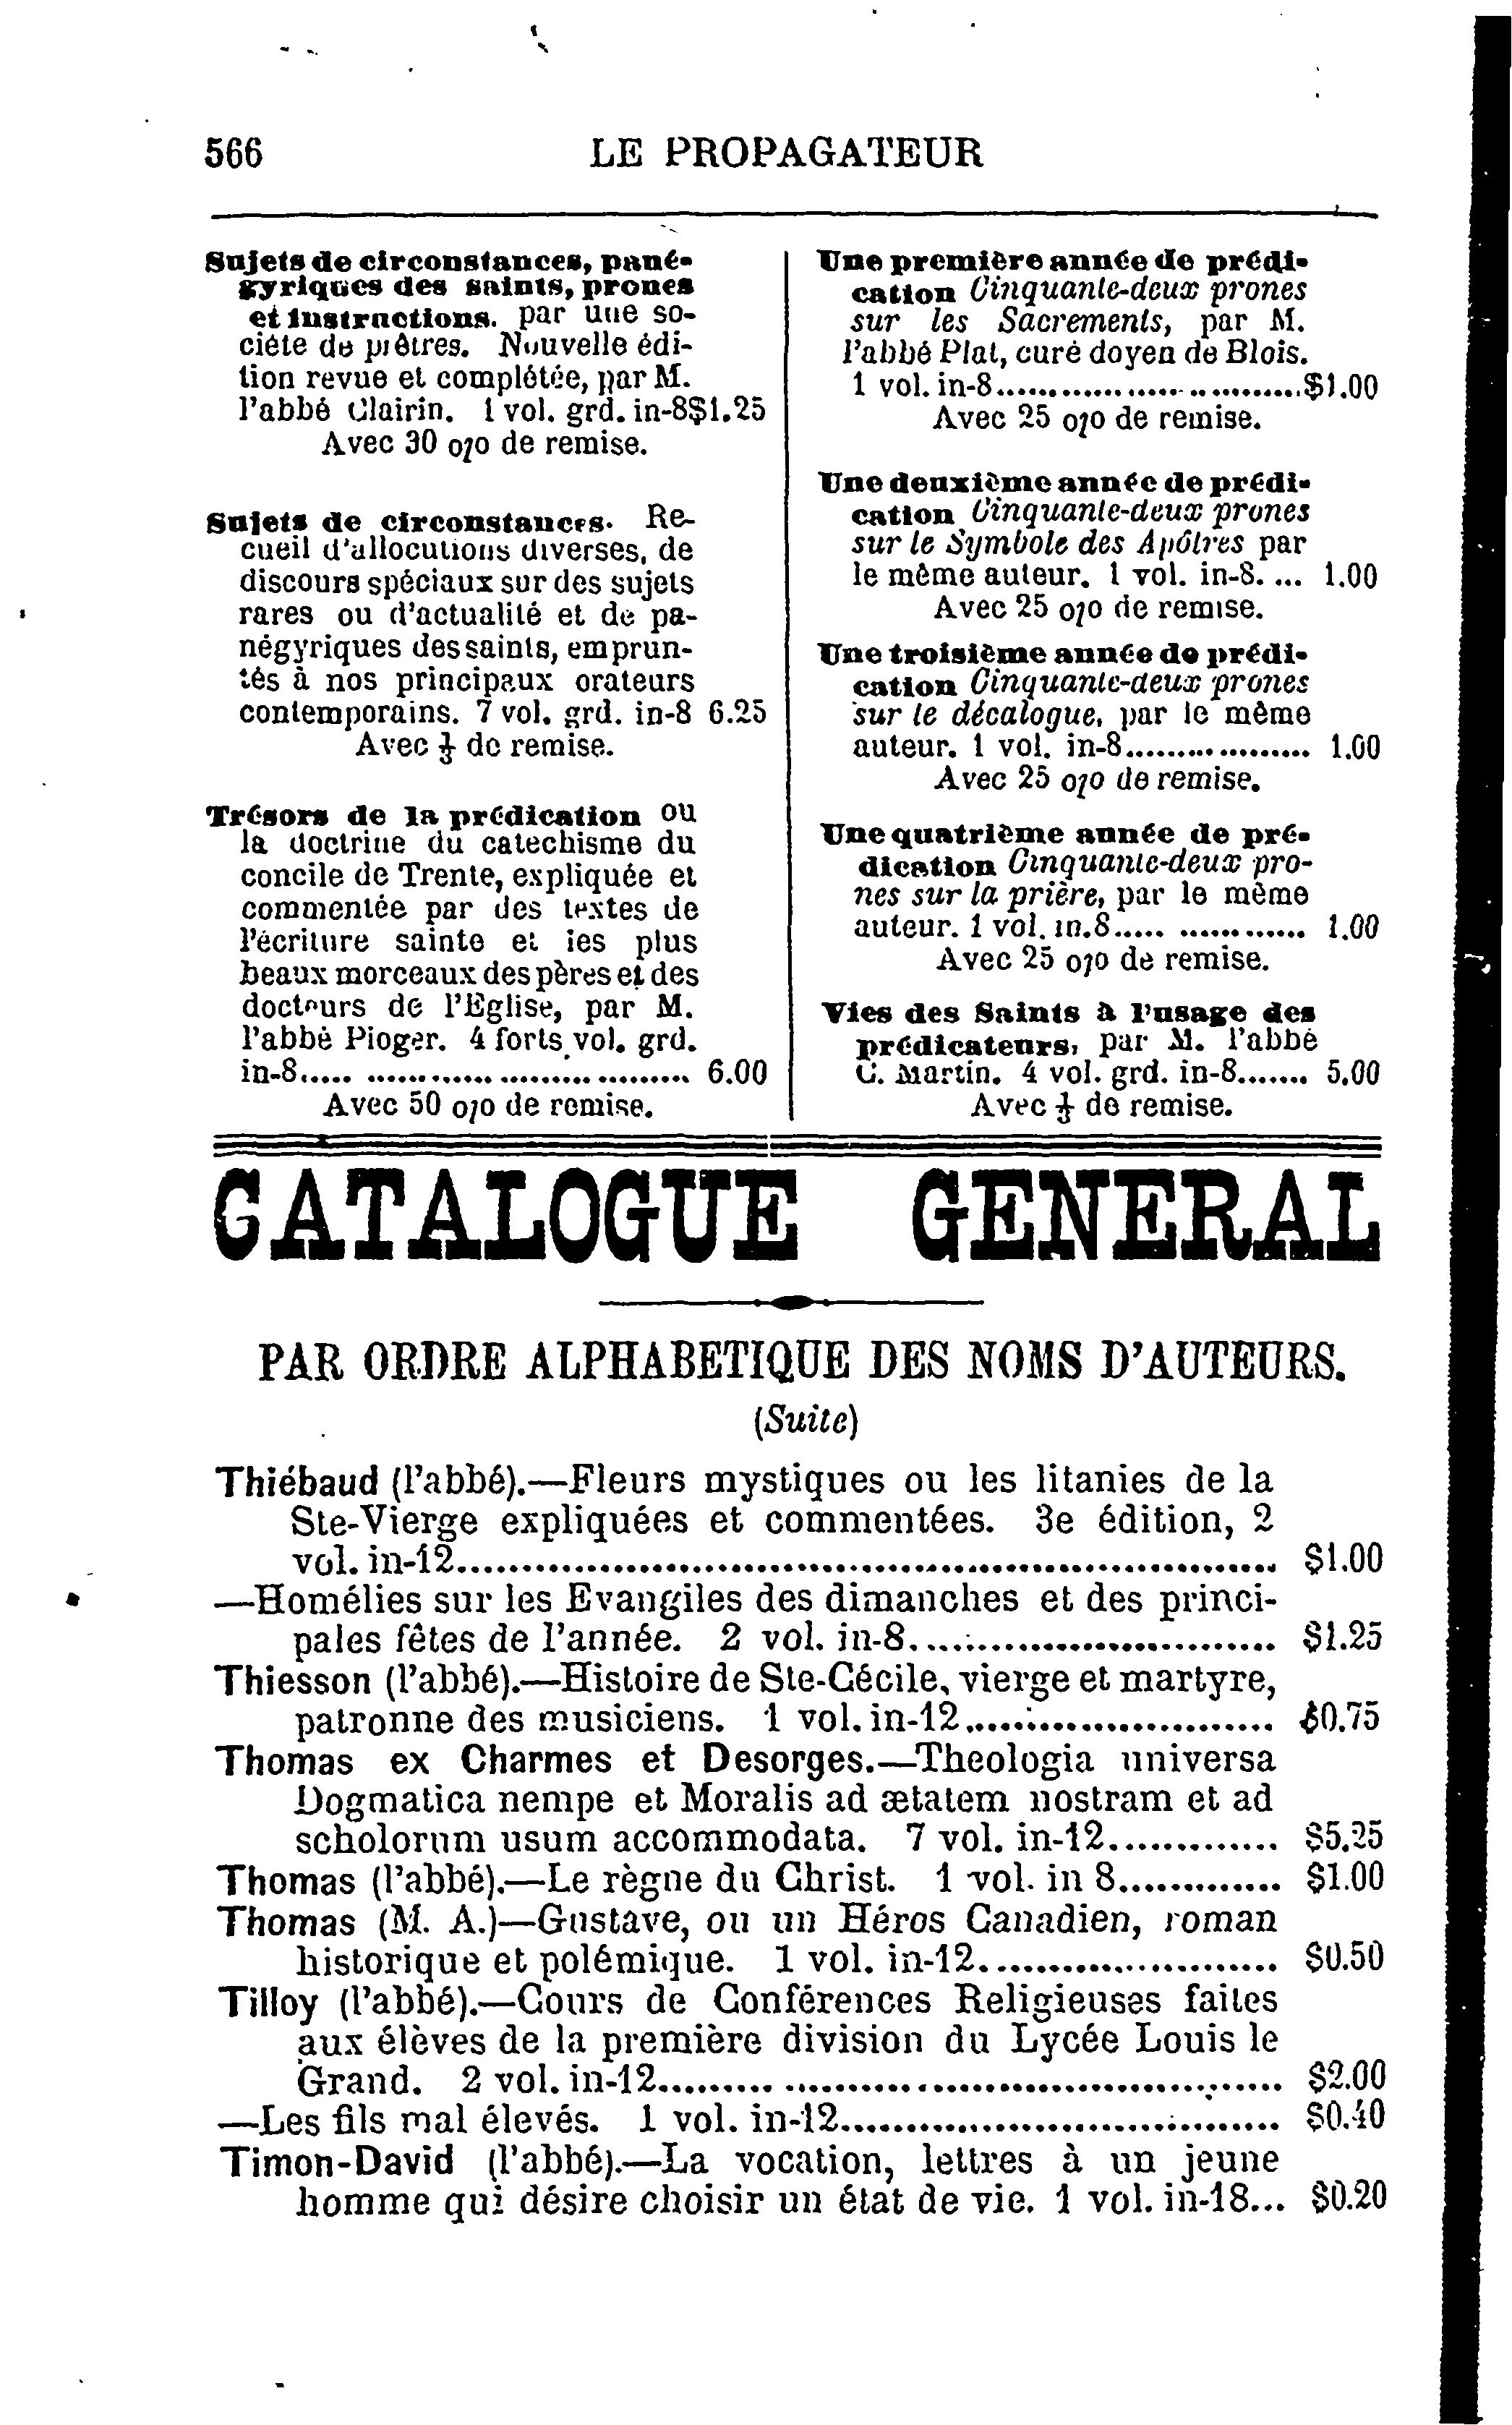 566 LE PROPAGATEUR
Sujets de circonstances, pané-
gyriques des saints, prones
et instructions. par une so-
ciéte de prêtres. Nouvelle édi-
tion revue et complétée, par M.
l'abbé Clairin. 1 vol. grd. in-8 $1.25
Avec 30 o/o de remise.
Sujets de circonstances. Re-
cueil d'allocutions diverses, de
discours spéciaux sur des sujets
rares ou d'actualité et de pa-
négyriques des saints, emprun-
tés à nos principaux orateurs
contemporains. 7 vol. grd. in-8 6.25
Avec ⅓ de remise.
Trésors de la prédication ou
la doctrine du catechisme du
concile de Trente, expliquée et
commentée par des textes de
l'écriture sainte et les plus
beaux morceaux des pères et des
docteurs de l'Eglise, par M.
l'abbé Pioger. 4 forts vol. grd.
in-8...... 6.00
Avec 50 o/o de remise.
Une première année de prédi-
cation Cinquante-deux prones
sur les Sacrements, par M.
l'abbé Plat, curé doyen de Blois.
1 vol. in-8...... $1.00
Avec 25 o/o de remise.
Une deuxième année de prédi-
cation Cinquante-deux prones
sur le Symbole des Apôtres par
le même auteur. 1 vol. in-8. ... 1.00
Avec 25 o/o de remise.
Une troisième année de prédi-
cation Cinquante-deux prones
sur le décalogue, par le même
auteur. 1 vol. in-8...... 1.00
Avec 25 o/o de remise.
Une quatrième année de pré-
dication Cinquante-deux pro-
nes sur la prière, par le même
auteur. 1 vol. in.8...... 1.00
Avec 25 o/o de remise.
Vies des Saints à l'usage des
prédicateurs, par M. l'abbé
C. Martin. 4 vol. grd. in-8....... 5.00
Avec ⅓ de remise.
CATALOGUE GENERAL
PAR ORDRE ALPHABETIQUE DES NOMS D'AUTEURS.
(Suite)
Thiébaud (l'abbé).—Fleurs mystiques ou les litanies de la
Ste-Vierge expliquées et commentées. 3e édition, 2
vol. in-12...... $1.00
—Homélies sur les Evangiles des dimanches et des princi-
pales fêtes de l'année. 2 vol. in-8...... $1.25
Thiesson (l'abbé).—Histoire de Ste-Cécile, vierge et martyre,
patronne des musiciens. 1 vol. in-12...... $0.75
Thomas ex Charmes et Desorges.—Theologia universa
Dogmatica nempe et Moralis ad ætatem nostram et ad
scholorum usum accommodata. 7 vol. in-12...... $5.25
Thomas (l'abbé).—Le règne du Christ. 1 vol. in 8...... $1.00
Thomas (M. A.)—Gustave, ou un Héros Canadien, roman
historique et polémique. 1 vol. in-12...... $0.50
Tilloy (l'abbé).—Cours de Conférences Religieuses faites
aux élèves de la première division du Lycée Louis le
Grand. 2 vol. in-12...... $2.00
—Les fils mal élevés. 1 vol. in-12...... $0.40
Timon-David (l'abbé).—La vocation, lettres à un jeune
homme qui désire choisir un état de vie. 1 vol. in-18... $0.20